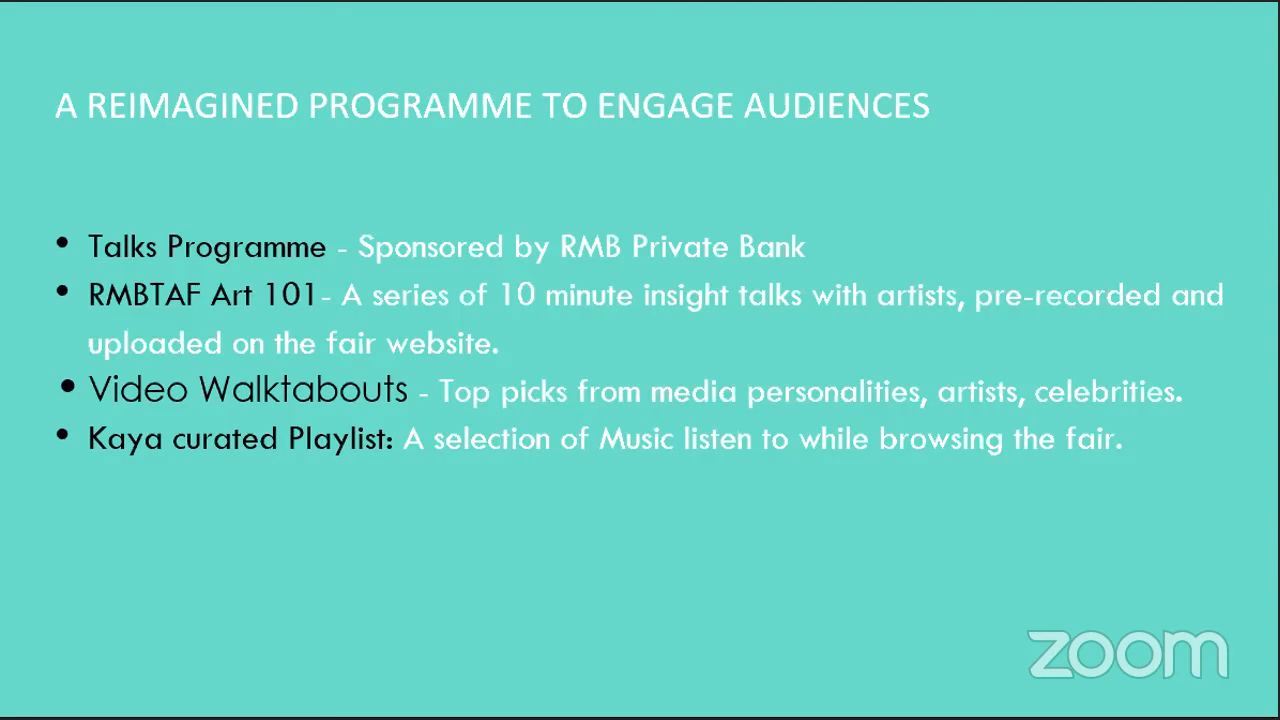 A REIMAGINED PROGRAMME TO ENGAGE AUDIENCES
• Talks Programme - Sponsored by RMB Private Bank
• RMBTAF Art 101- A series of 10 minute insight talks with artists, pre-recorded and
uploaded on the fair website.
• Video Walktabouts - Top picks from media personalities, artists, celebrities.
• Kaya curated Playlist: A selection of Music listen to while browsing the fair.
zoom